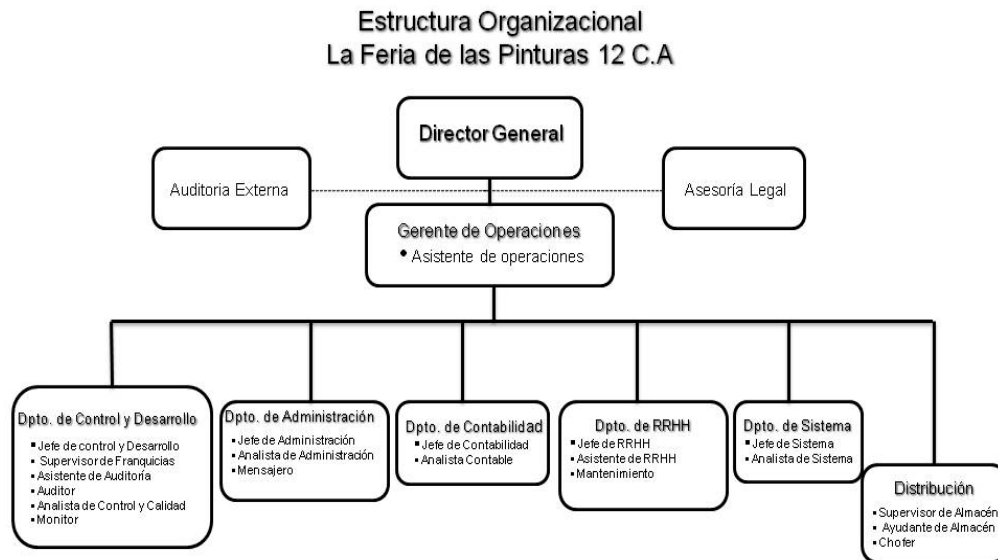 Estructura Organizacional
La Feria de las Pinturas 12 C.A
Director General
Auditoria Externa
Asesoría Legal
Gerente de Operaciones
• Asistente de operaciones
Dpto. de Control y Desarrollo
▪ Jefe de control y Desarrollo
▪ Supervisor de Franquicias
▪ Asistente de Auditoría
▪ Auditor
▪ Analista de Control y Calidad
▪ Monitor
Dpto. de Administración
▪ Jefe de Administración
▪ Analista de Administración
▪ Mensajero
Dpto. de Contabilidad
▪ Jefe de Contabilidad
▪ Analista Contable
Dpto. de RRHH
▪ Jefe de RRHH
▪ Asistente de RRHH
▪ Mantenimiento
Dpto. de Sistema
▪ Jefe de Sistema
▪ Analista de Sistema
Distribución
▪ Supervisor de Almacén
▪ Ayudante de Almacén
▪ Chofer